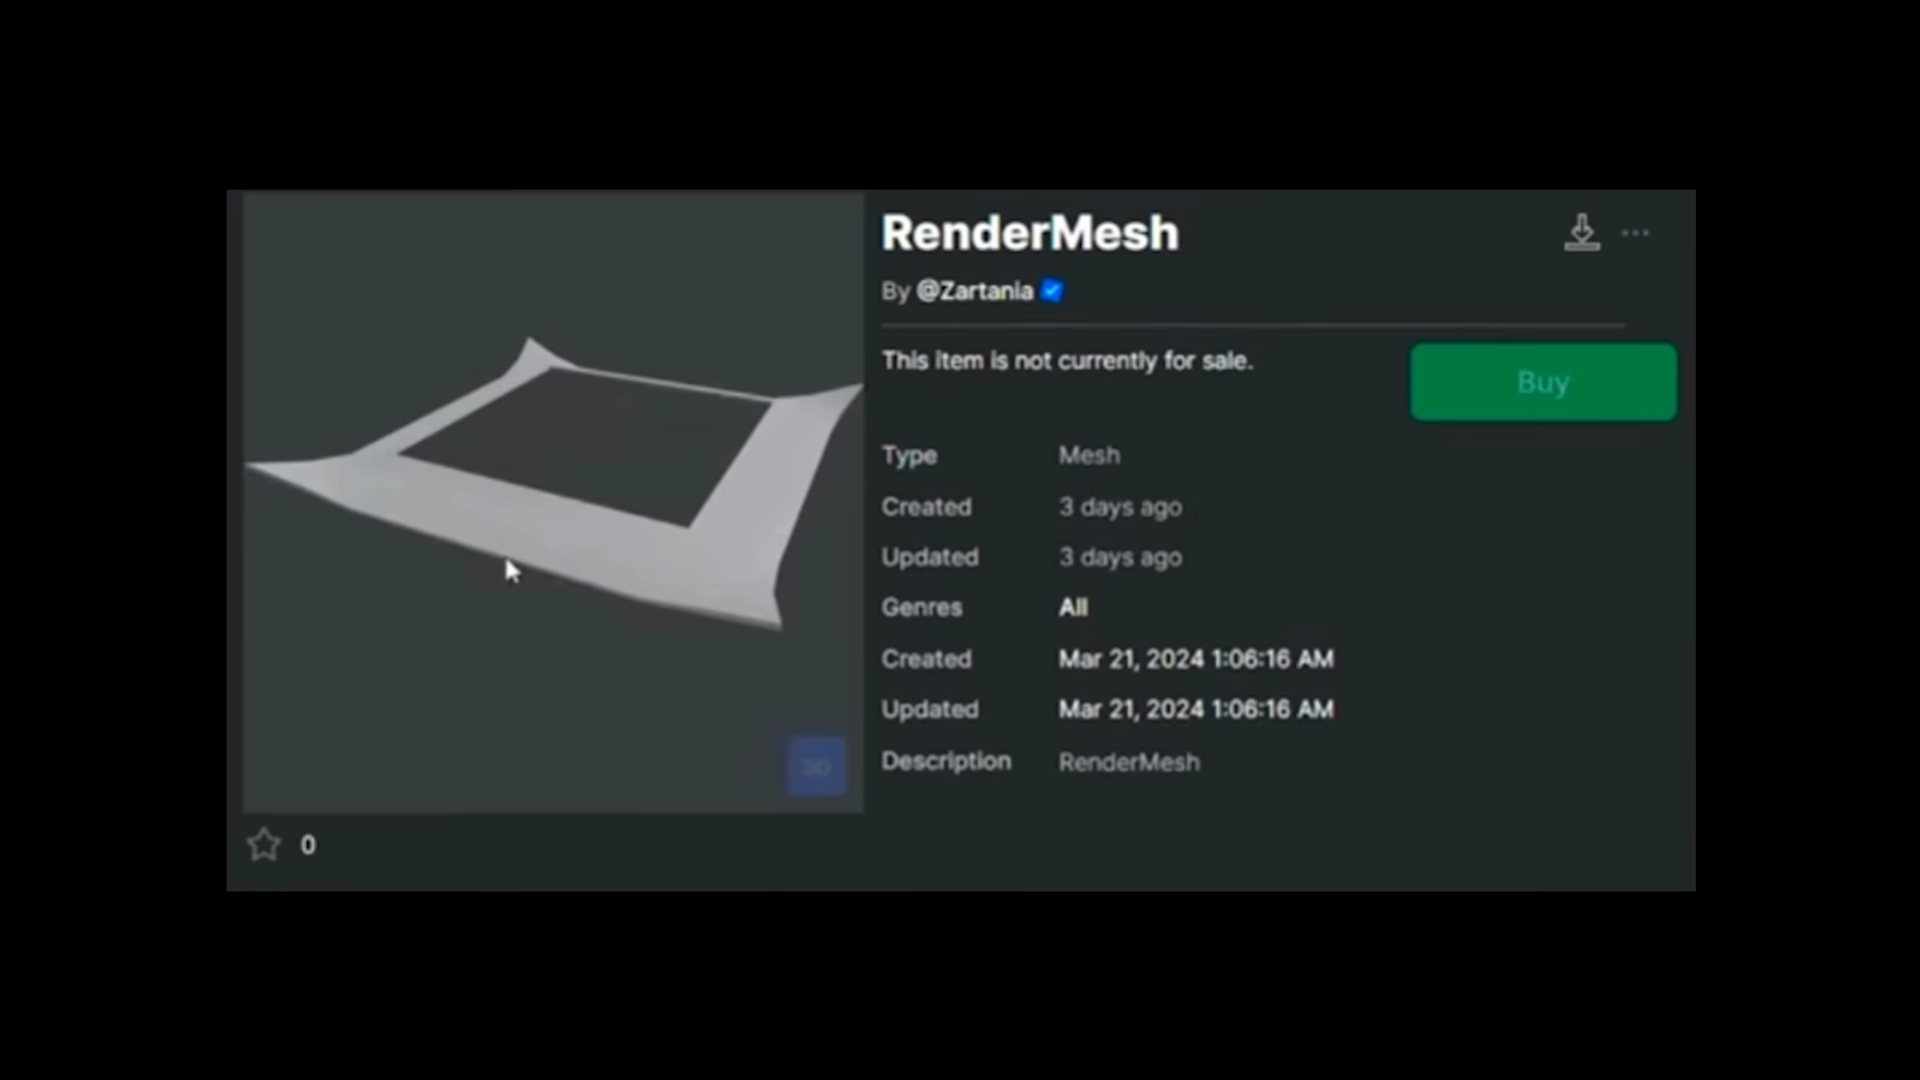 RenderMesh
By @Zartania
This item is not currently for sale.
Buy
Type Mesh
Created 3 days ago
Updated 3 days ago
Genres All
Created Mar 21, 2024 1:06:16 AM
Updated Mar 21, 2024 1:06:16 AM
Description RenderMesh
3D
0